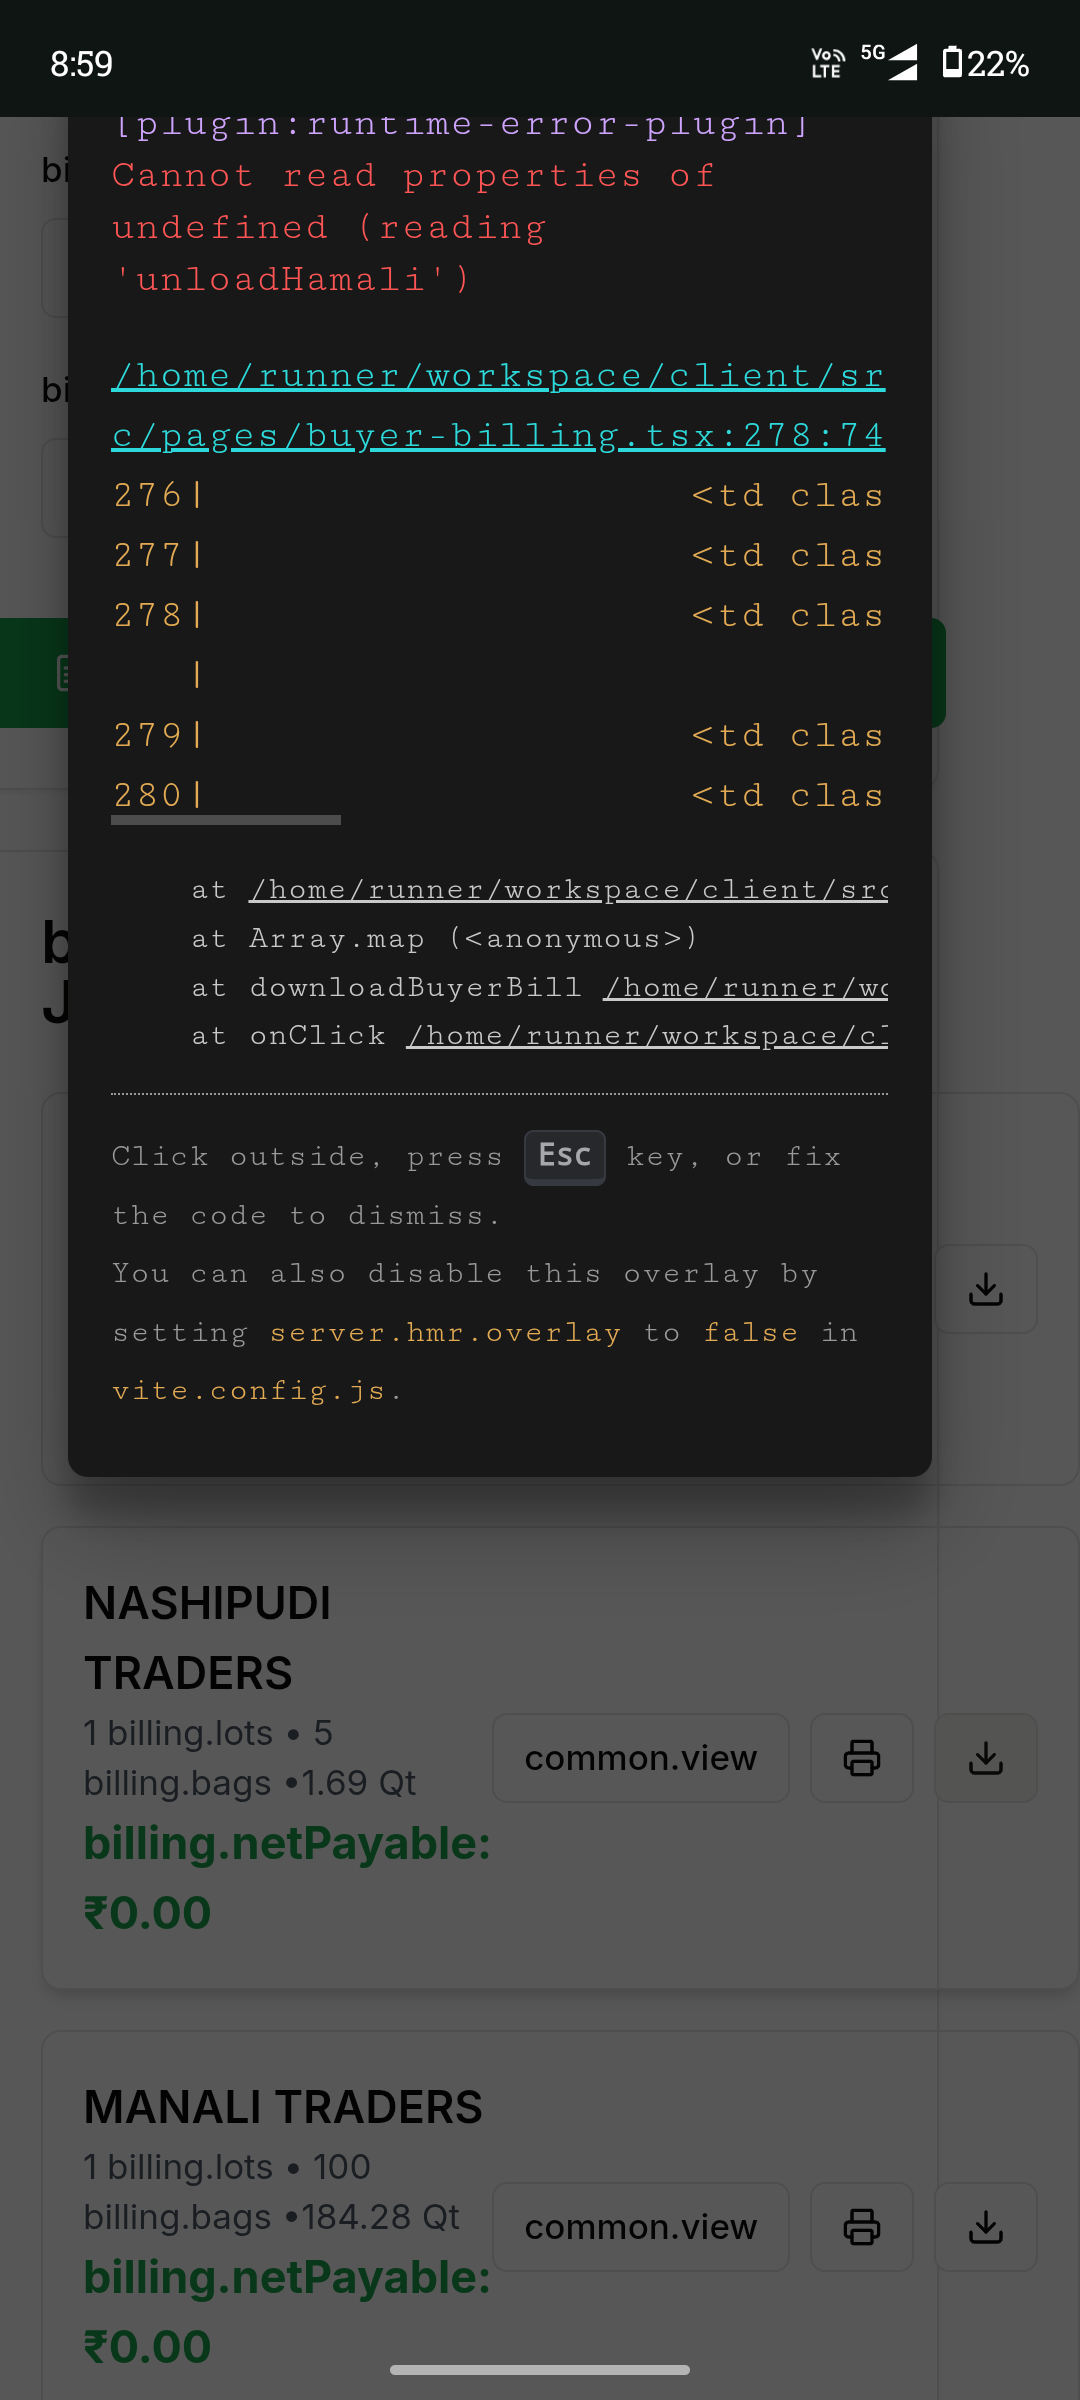 8:59
Vo LTE 5G 22%
[plugin:runtime-error-plugin]
bi
Cannot read properties of
undefined (reading
'unloadHamali')
/home/runner/workspace/client/sr
bi
c/pages/buyer-billing.tsx:278:74
276| <td clas
277| <td clas
278| <td clas
|
279| <td clas
280| <td clas
at /home/runner/workspace/client/src
b
at Array.map (<anonymous>)
J
at downloadBuyerBill /home/runner/wo
at onClick /home/runner/workspace/cl
Click outside, press Esc key, or fix
the code to dismiss.
You can also disable this overlay by
setting server.hmr.overlay to false in
vite.config.js.
NASHIPUDI
TRADERS
1 billing.lots • 5
billing.bags •1.69 Qt
common.view
billing.netPayable:
₹0.00
MANALI TRADERS
1 billing.lots • 100
billing.bags •184.28 Qt
common.view
billing.netPayable:
₹0.00